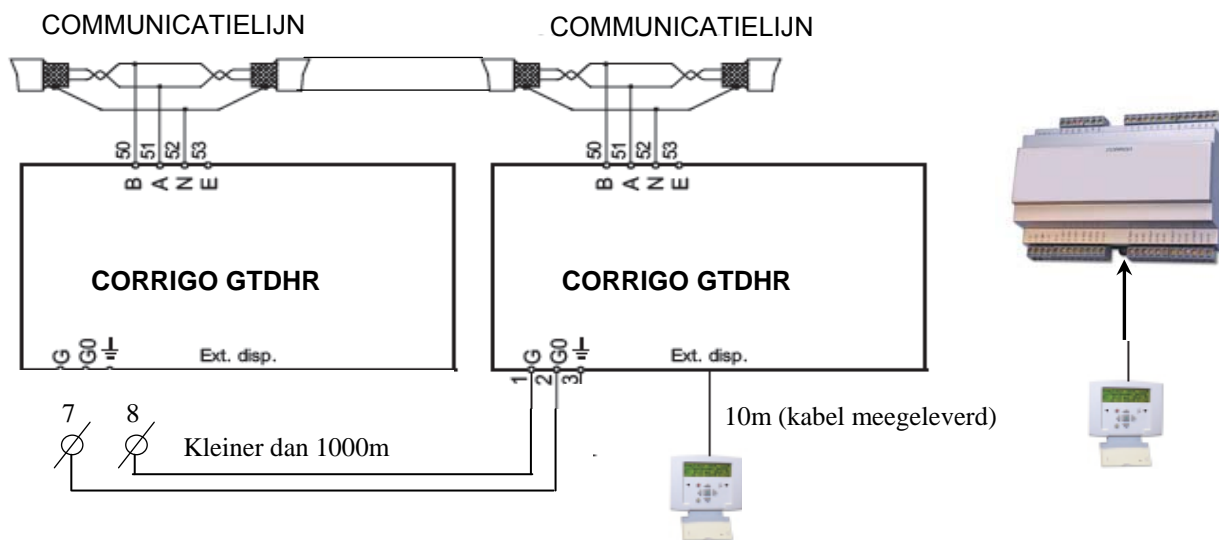 COMMUNICATIELIJN
COMMUNICATIELIJN
50 51 52 53
B A N E
50 51 52 53
B A N E
CORRIGO GTDHR
CORRIGO GTDHR
G G0
Ext. disp.
G G0
Ext. disp.
1 2 3
7 8
Kleiner dan 1000m
10m (kabel meegeleverd)